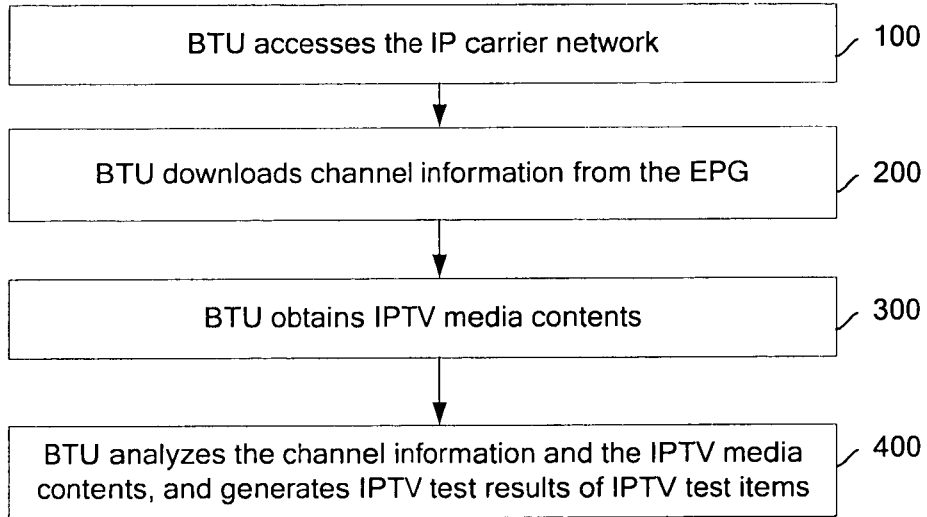 BTU accesses the IP carrier network
100
BTU downloads channel information from the EPG
200
BTU obtains IPTV media contents
300
BTU analyzes the channel information and the IPTV media
contents, and generates IPTV test results of IPTV test items
400